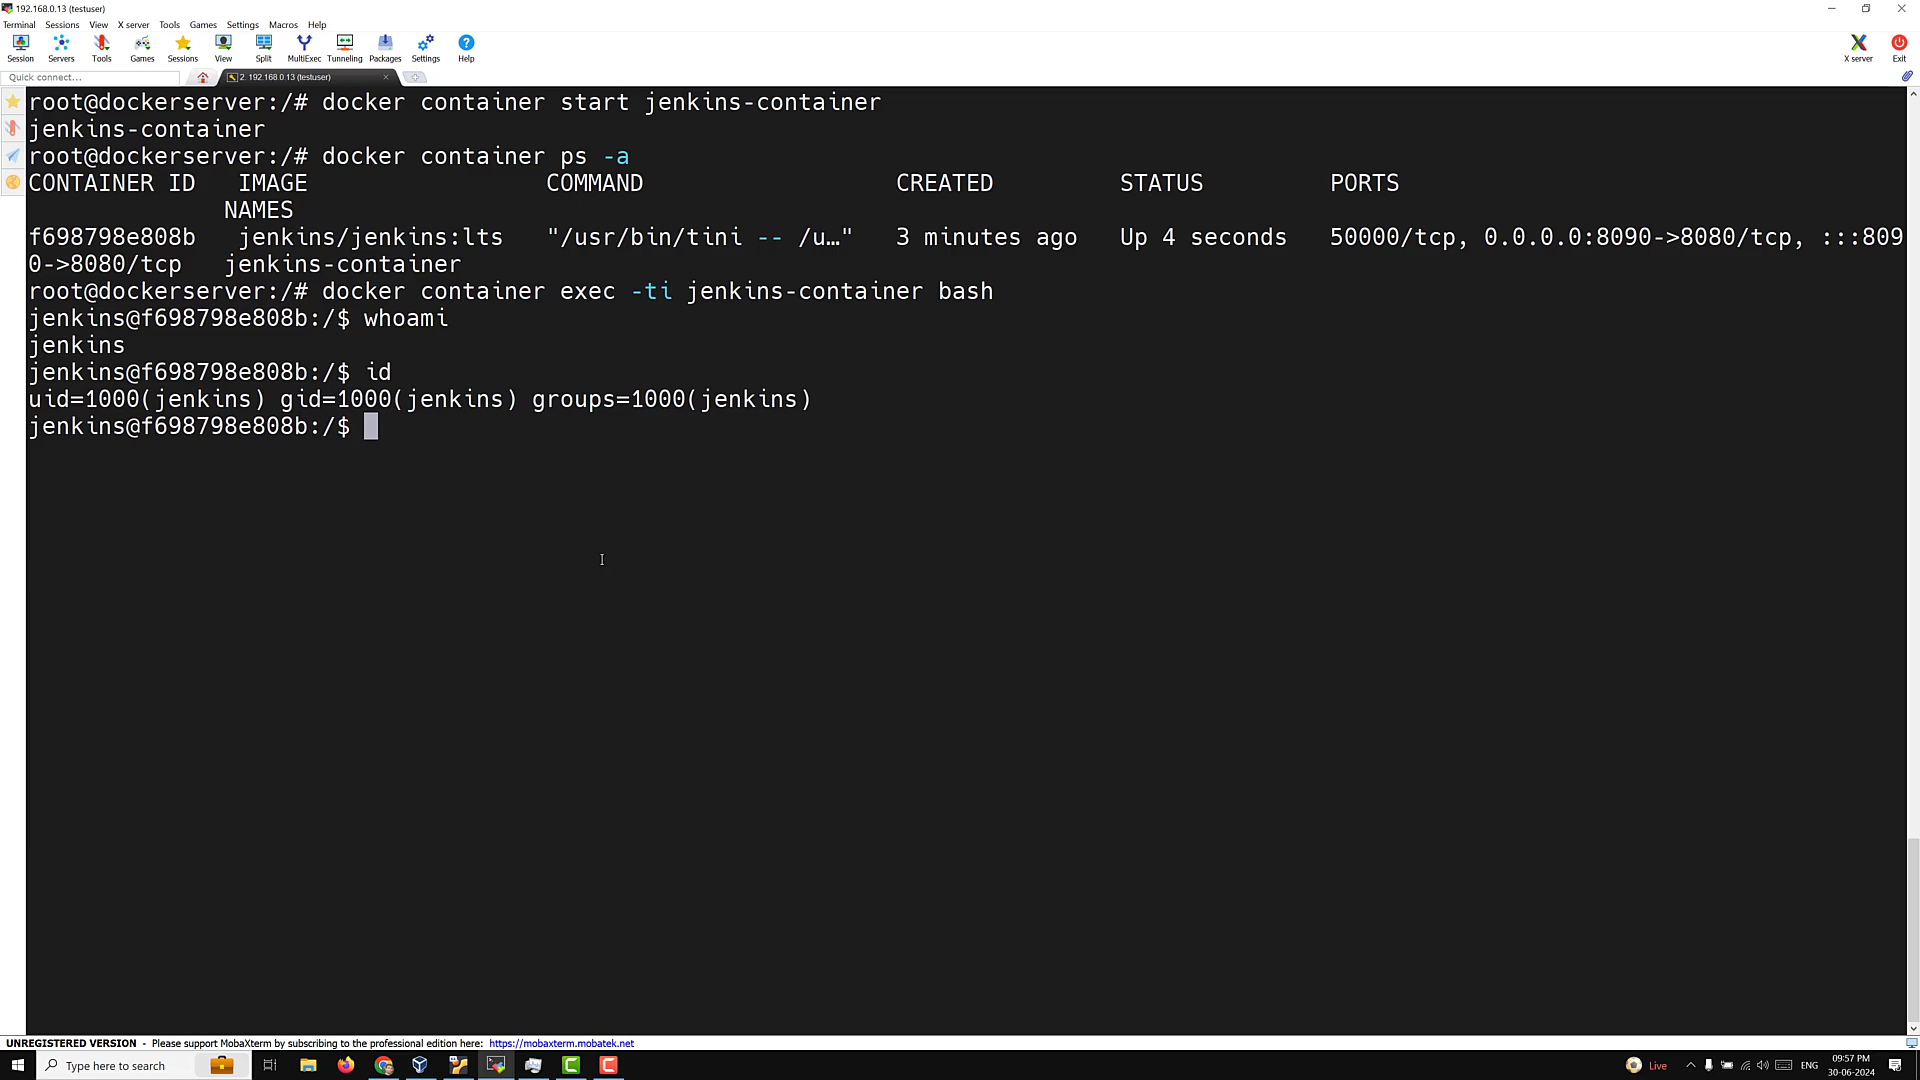 192.168.0.13 (testuser)
Terminal Sessions View X server Tools Games Settings Macros Help
Session Servers Tools Games Sessions View Split MultiExec Tunneling Packages Settings Help X server Exit
Quick connect... 2. 192.168.0.13 (testuser)
root@dockerserver:/# docker container start jenkins-container
jenkins-container
root@dockerserver:/# docker container ps -a
CONTAINER ID IMAGE COMMAND CREATED STATUS PORTS
NAMES
f698798e808b jenkins/jenkins:lts "/usr/bin/tini -- /u…" 3 minutes ago Up 4 seconds 50000/tcp, 0.0.0.0:8090->8080/tcp, :::809
0->8080/tcp jenkins-container
root@dockerserver:/# docker container exec -ti jenkins-container bash
jenkins@f698798e808b:/$ whoami
jenkins
jenkins@f698798e808b:/$ id
uid=1000(jenkins) gid=1000(jenkins) groups=1000(jenkins)
jenkins@f698798e808b:/$
UNREGISTERED VERSION - Please support MobaXterm by subscribing to the professional edition here: https://mobaxterm.mobatek.net
Type here to search Live ENG 09:57 PM
30-06-2024